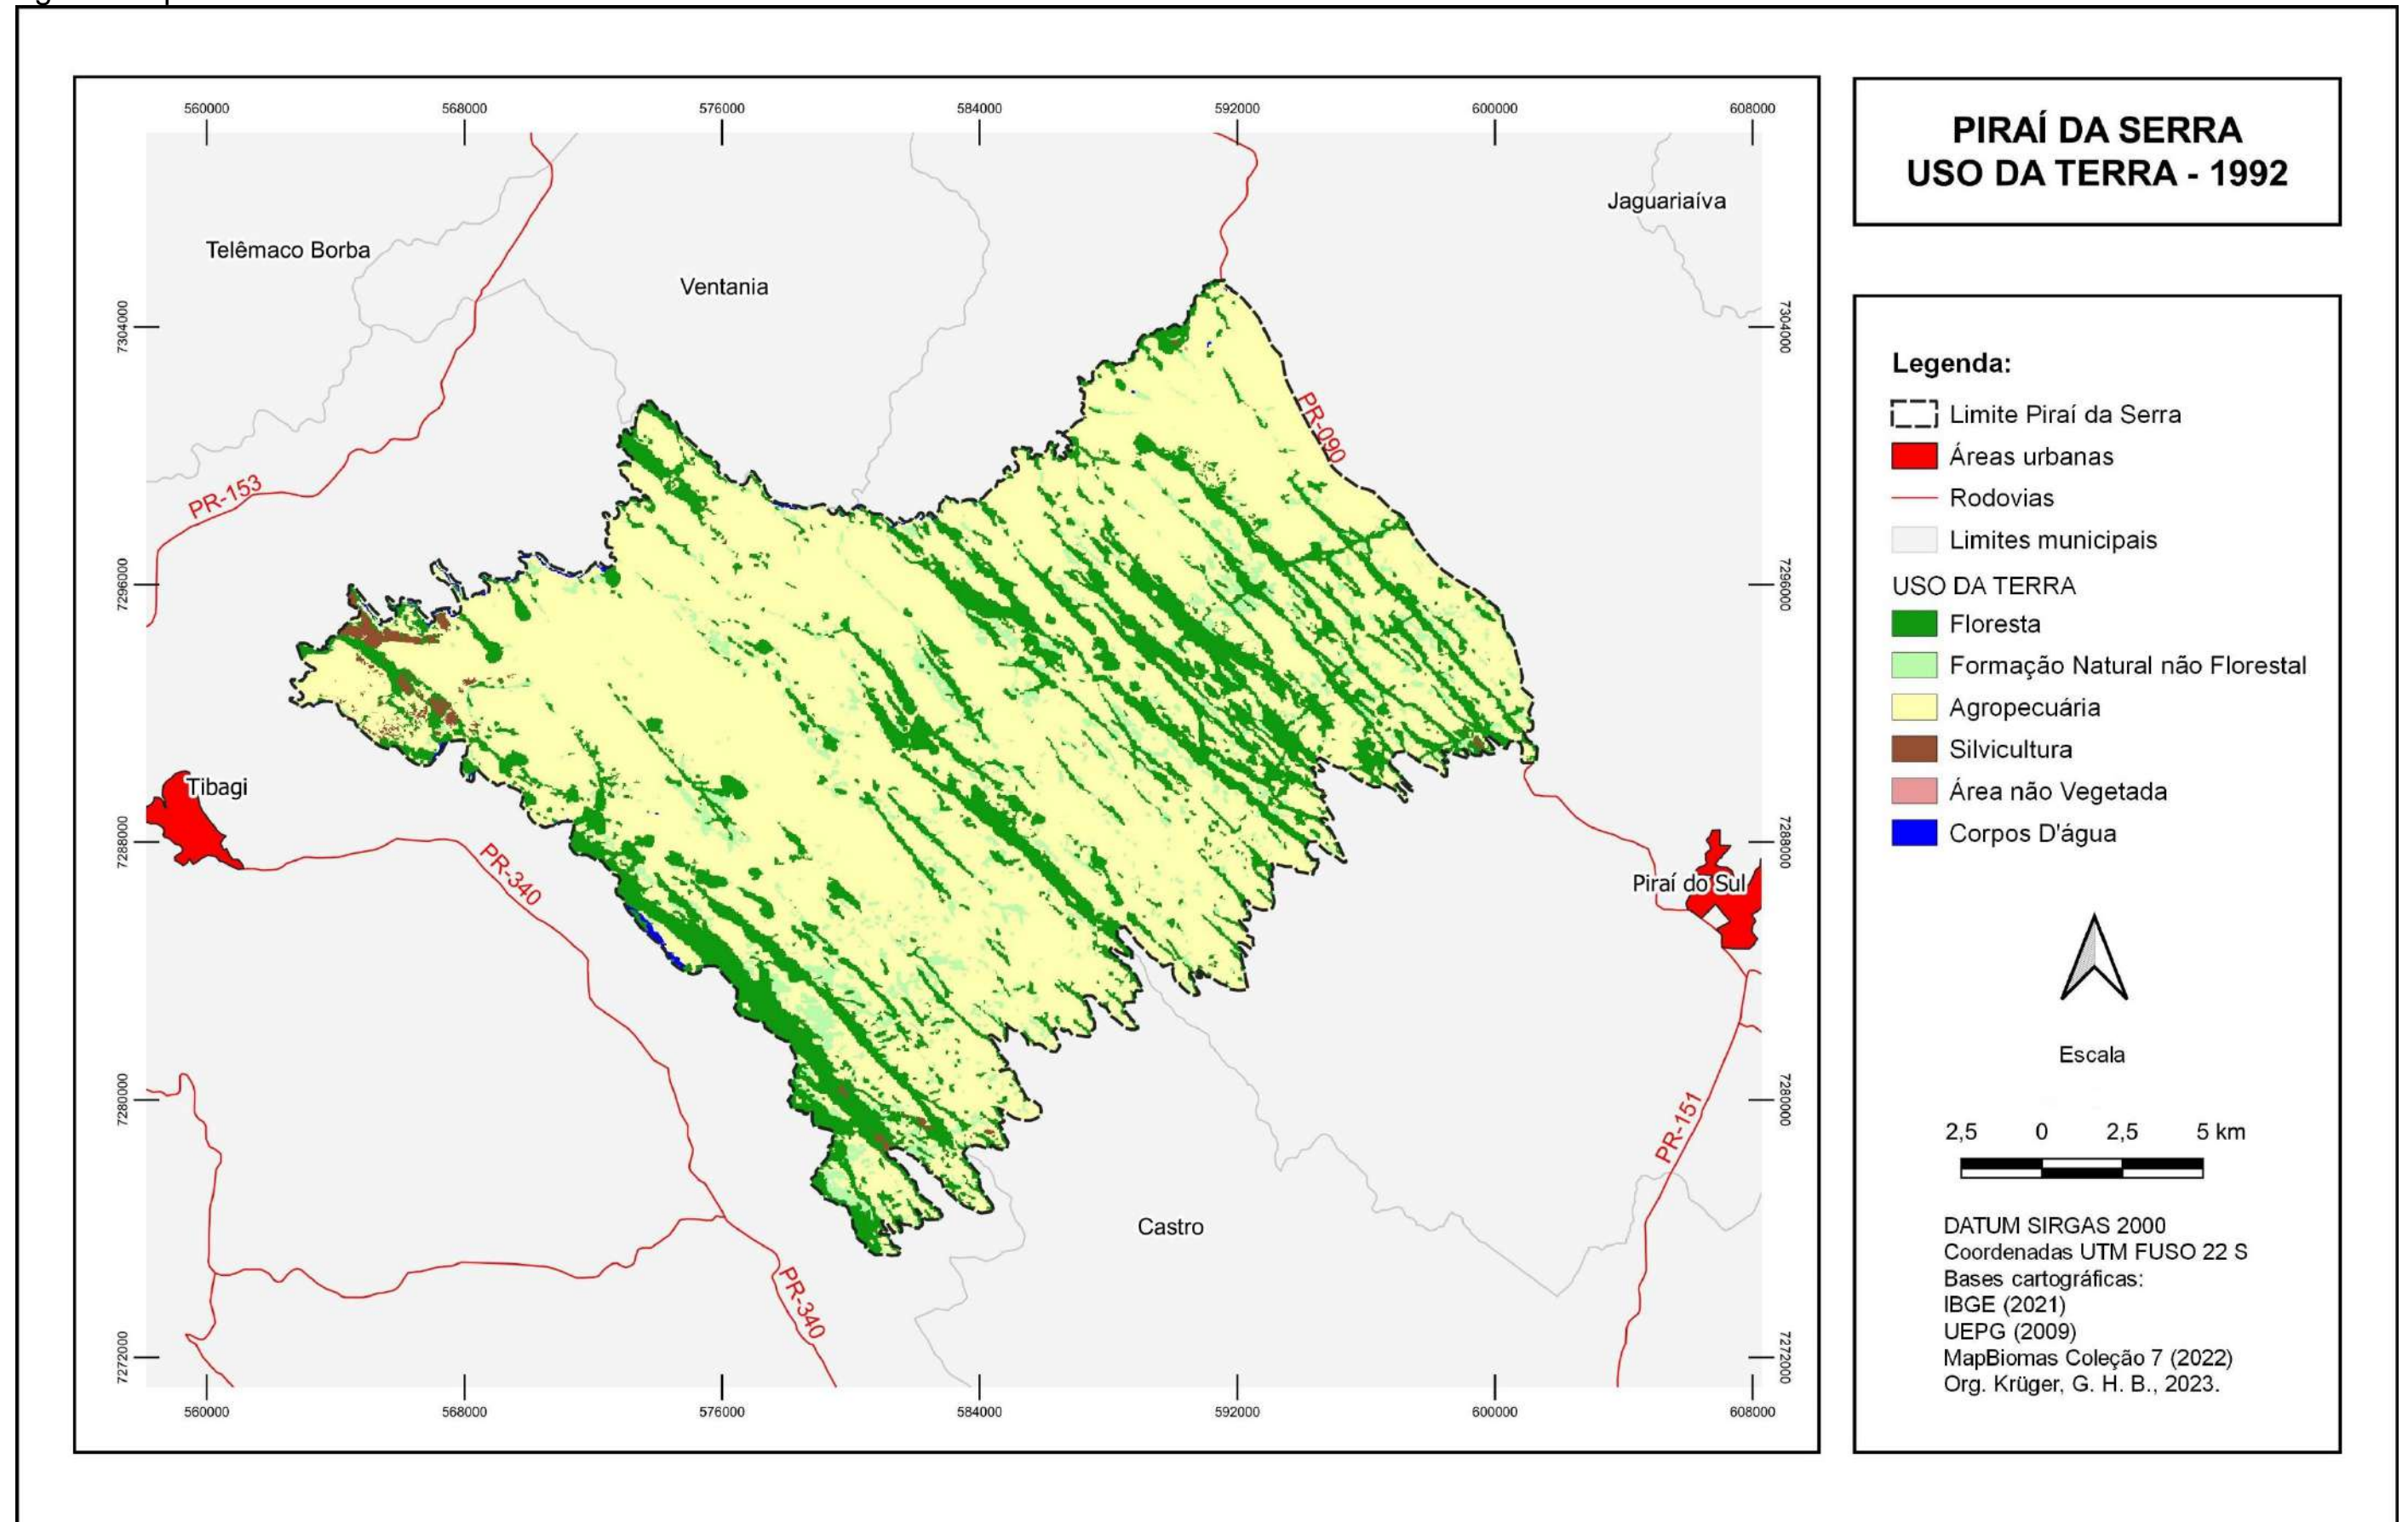 560000
568000
576000
584000
592000
600000
608000
PIRAÍ DA SERRA
USO DA TERRA - 1992
Jaguariaíva
Telêmaco Borba
Ventania
7304000
7304000
PR-090
PR-153
7296000
7296000
Tibagi
7288000
7288000
PR-340
Piraí do Sul
7280000
7280000
PR-151
Castro
PR-340
7272000
7272000
560000
568000
576000
584000
592000
600000
608000
Legenda:
Limite Piraí da Serra
Áreas urbanas
Rodovias
Limites municipais
USO DA TERRA
Floresta
Formação Natural não Florestal
Agropecuária
Silvicultura
Área não Vegetada
Corpos D'água
Escala
2,5 0 2,5 5 km
DATUM SIRGAS 2000
Coordenadas UTM FUSO 22 S
Bases cartográficas:
IBGE (2021)
UEPG (2009)
MapBiomas Coleção 7 (2022)
Org. Krüger, G. H. B., 2023.